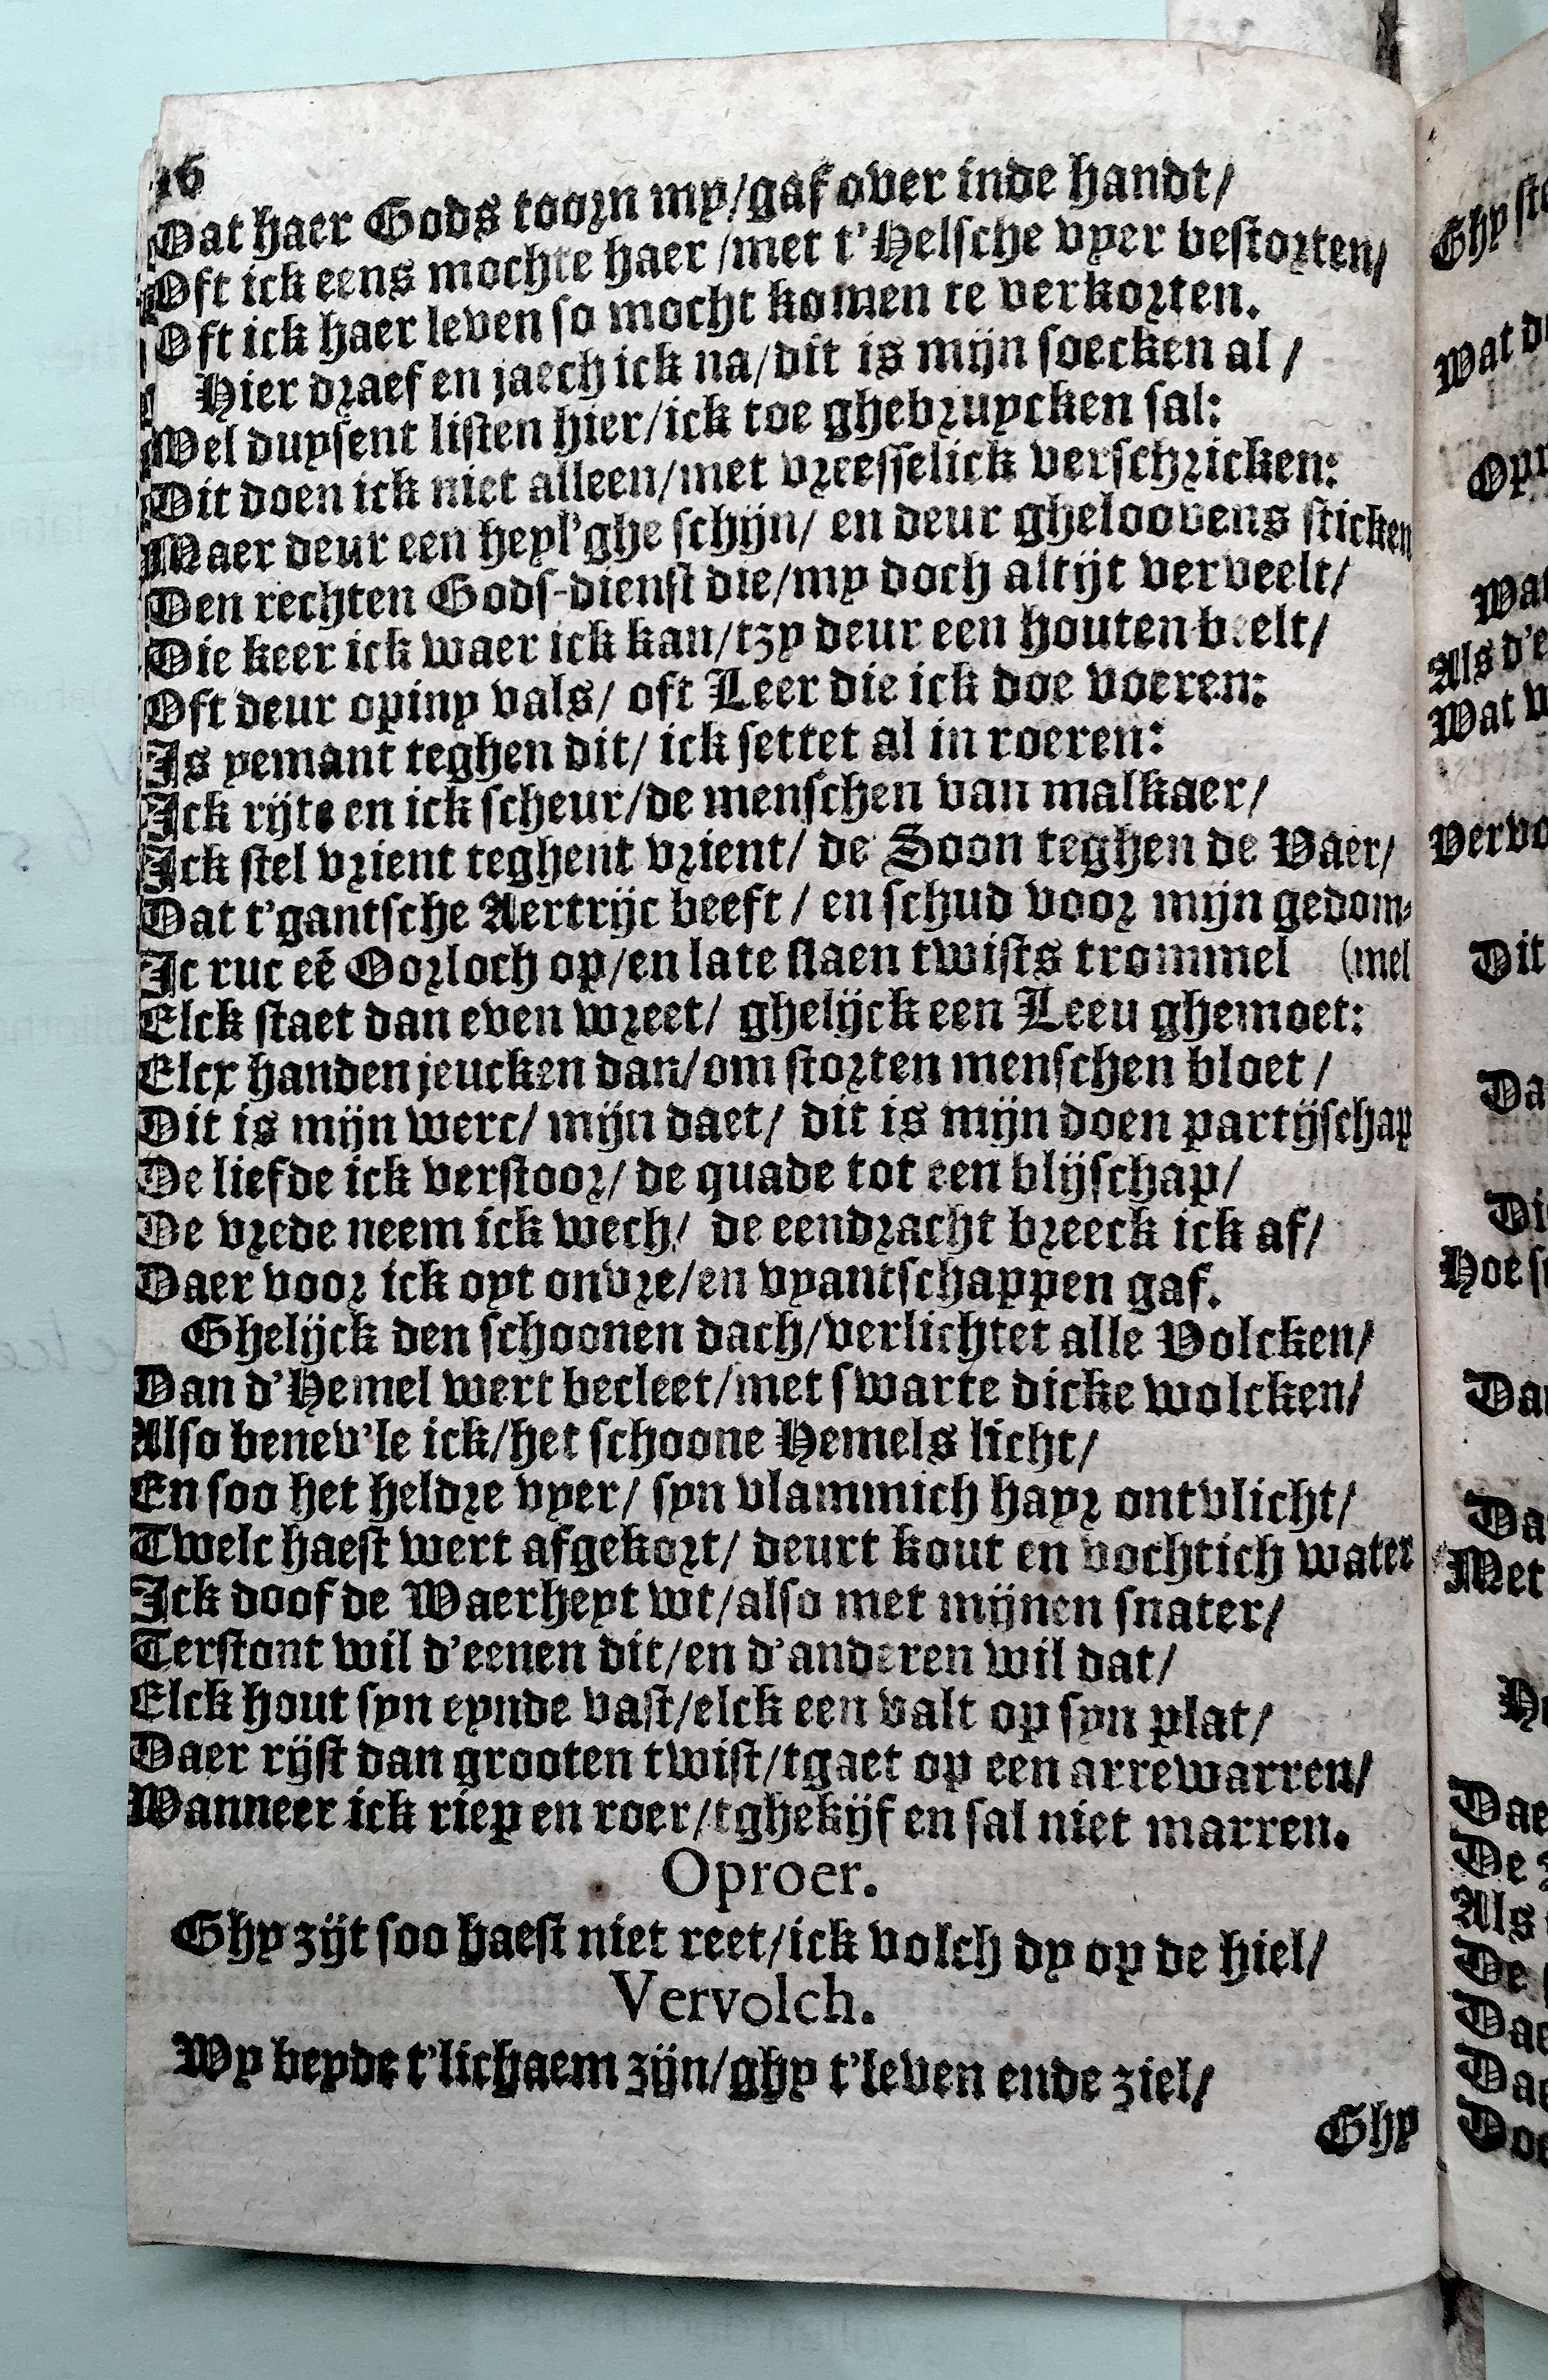 16
Dat haer Gods toorn my/gaf over inde handt/
Oft ick eens mochte haer/met t'Helsche vyer bestorten/
Oft ick haer leven so mocht komen te verkorten.
Hier draef en jaech ick na/dit is mijn soecken al/
Wel duysent listen hier/ick toe ghebruycken sal:
Dit doen ick niet alleen/met vreesselick verschricken:
Maer deur een heyl'ghe schijn/ en deur gheloovens sticken
Den rechten Gods-dienst die/my doch altijt verveelt/
Die keer ick waer ick kan/tzy deur een houten beelt/
Oft deur opiny vals/ oft Leer die ick doe voeren:
Is yemant teghen dit/ ick settet al in roeren:
Ick rijte en ick scheur/de menschen van malkaer/
Ick stel vrient teghent vrient/ de Soon teghen de Vaer/
Dat t'gantsche Aertrijc beeft/ en schud voor mijn gedom-
Ic ruc eẽ Oorloch op/en late slaen twists trommel (mel
Elck staet dan even wreet/ ghelijck een Leeu ghemoet:
Elcx handen jeucken dan/om storten menschen bloet/
Dit is mijn werc/ mijn daet/ dit is mijn doen partijschap
De liefde ick verstoor/ de quade tot een blijschap/
De vrede neem ick wech/ de eendracht breeck ick af/
Daer voor ick oyt onvre/en vyantschappen gaf.
Ghelijck den schoonen dach/verlichtet alle Volcken/
Dan d'Hemel wert becleet/met swarte dicke wolcken/
Also benev'le ick/het schoone Hemels licht/
En soo het heldre vyer/ syn vlammich hayr ontvlicht/
Twelc haest wert afgekort/ deurt kout en vochtich water
Ick doof de Waerheyt wt/also met mijnen snater/
Terstont wil d'eenen dit/en d'anderen wil dat/
Elck hout syn eynde vast/elck een valt op syn plat/
Daer rijst dan grooten twist/tgaet op een arrewarren/
Wanneer ick riep en roer/tghekijf en sal niet marren.
Oproer.
Ghy zijt soo haest niet reet/ick volch dy op de hiel/
Vervolch.
Wy beyde t'lichaem zijn/ghy t'leven ende ziel/
Ghy